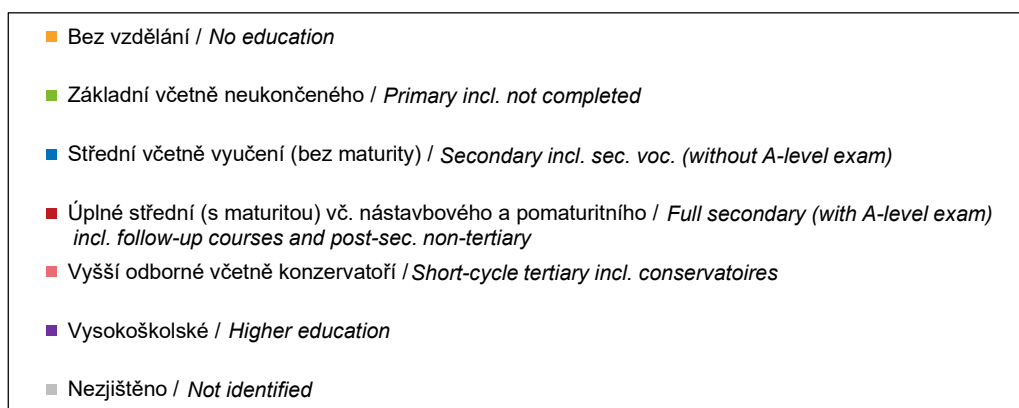 Bez vzdělání / No education
Základní včetně neukončeného / Primary incl. not completed
Střední včetně vyučení (bez maturity) / Secondary incl. sec. voc. (without A-level exam)
Úplné střední (s maturitou) vč. nástavbového a pomaturitního / Full secondary (with A-level exam)
incl. follow-up courses and post-sec. non-tertiary
Vyšší odborné včetně konzervatoří / Short-cycle tertiary incl. conservatoires
Vysokoškolské / Higher education
Nezjištěno / Not identified